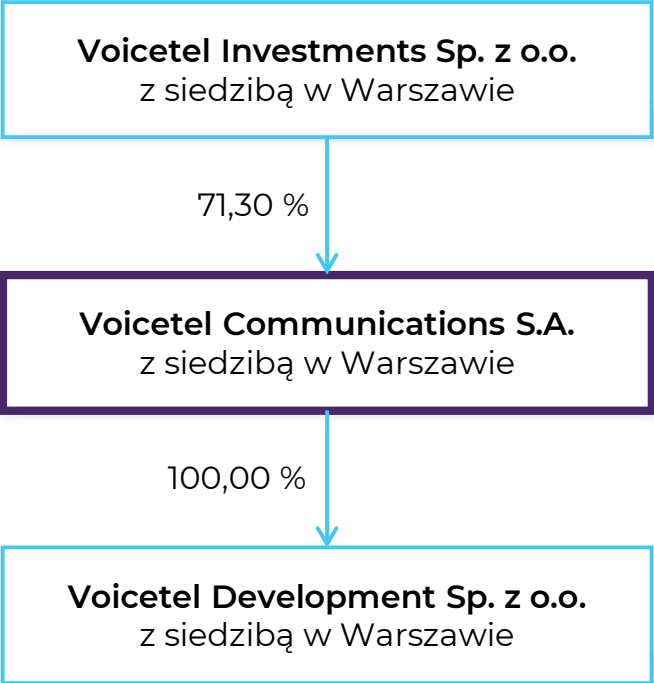 Voicetel Investments Sp. z o.o.
z siedzibą w Warszawie
71,30 %
Voicetel Communications S.A.
z siedzibą w Warszawie
100,00 %
Voicetel Development Sp. z o.o.
z siedzibą w Warszawie